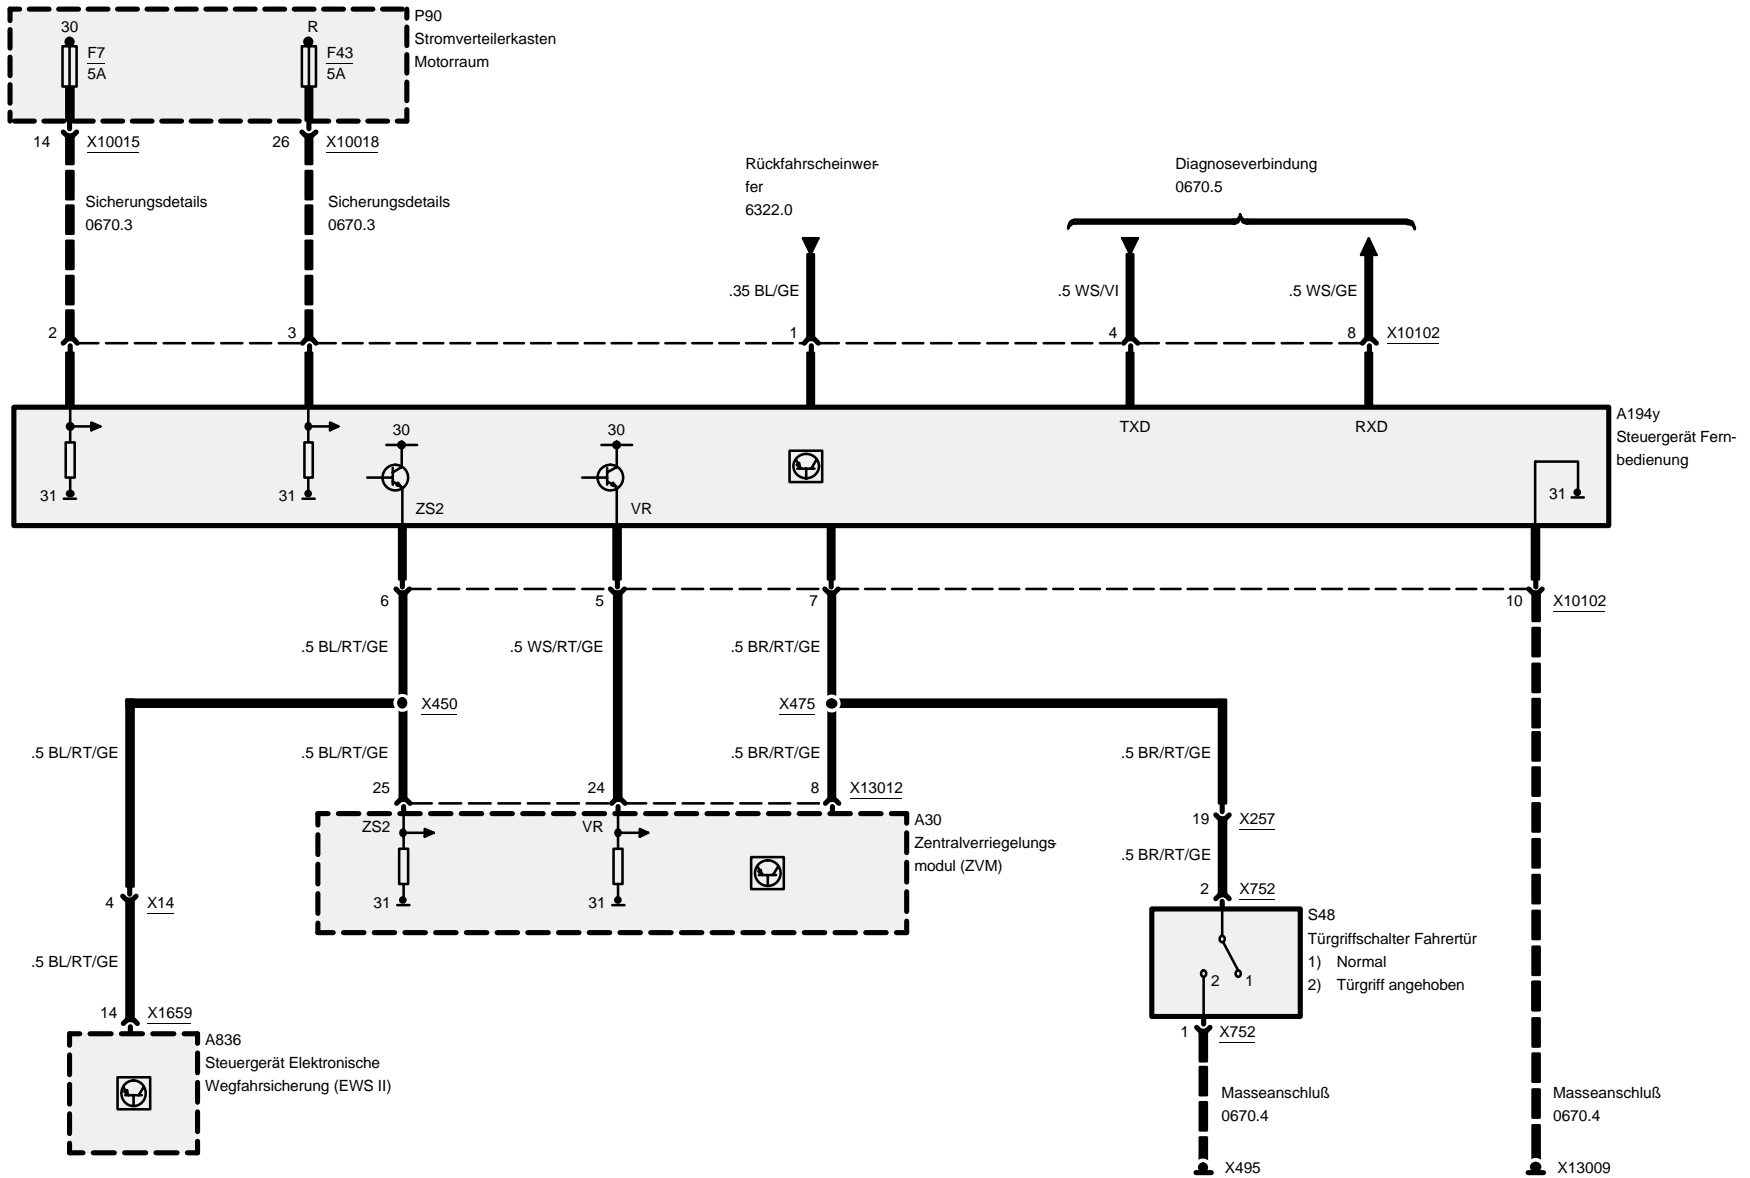 30
R
P90
Stromverteilerkasten
Motorraum
F7
5A
F43
5A
14
X10015
26
X10018
Sicherungsdetails
0670.3
Sicherungsdetails
0670.3
Rückfahrscheinwer-
fer
6322.0
Diagnoseverbindung
0670.5
.35 BL/GE
.5 WS/VI
.5 WS/GE
2
3
1
4
8
X10102
TXD
RXD
A194y
Steuergerät Fern-
bedienung
30
30
31
31
31
ZS2
VR
6
5
7
10
X10102
.5 BL/RT/GE
.5 WS/RT/GE
.5 BR/RT/GE
X450
X475
.5 BL/RT/GE
.5 BL/RT/GE
.5 BR/RT/GE
.5 BR/RT/GE
25
24
8
X13012
ZS2
VR
31
31
A30
Zentralverriegelungs-
modul (ZVM)
19
X257
.5 BR/RT/GE
2
X752
4
X14
.5 BL/RT/GE
S48
Türgriffschalter Fahrertür
1) Normal
2) Türgriff angehoben
2
1
14
X1659
A836
Steuergerät Elektronische
Wegfahrsicherung (EWS II)
1
X752
Masseanschluß
0670.4
Masseanschluß
0670.4
X495
X13009